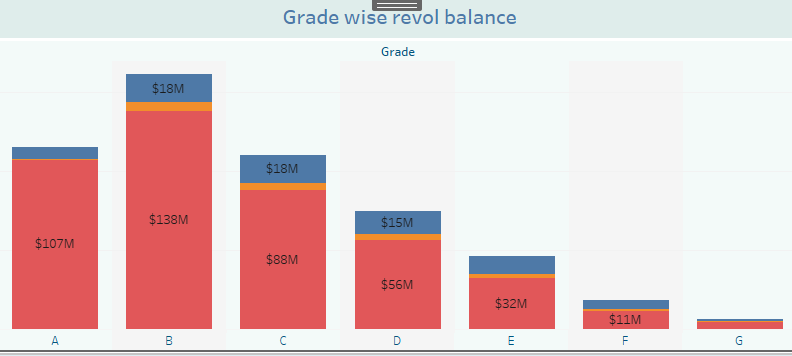 Grade wise revol balance
Grade
$18M
$18M
$107M
$138M
$15M
$88M
$56M
$32M
$11M
A B C D E F G